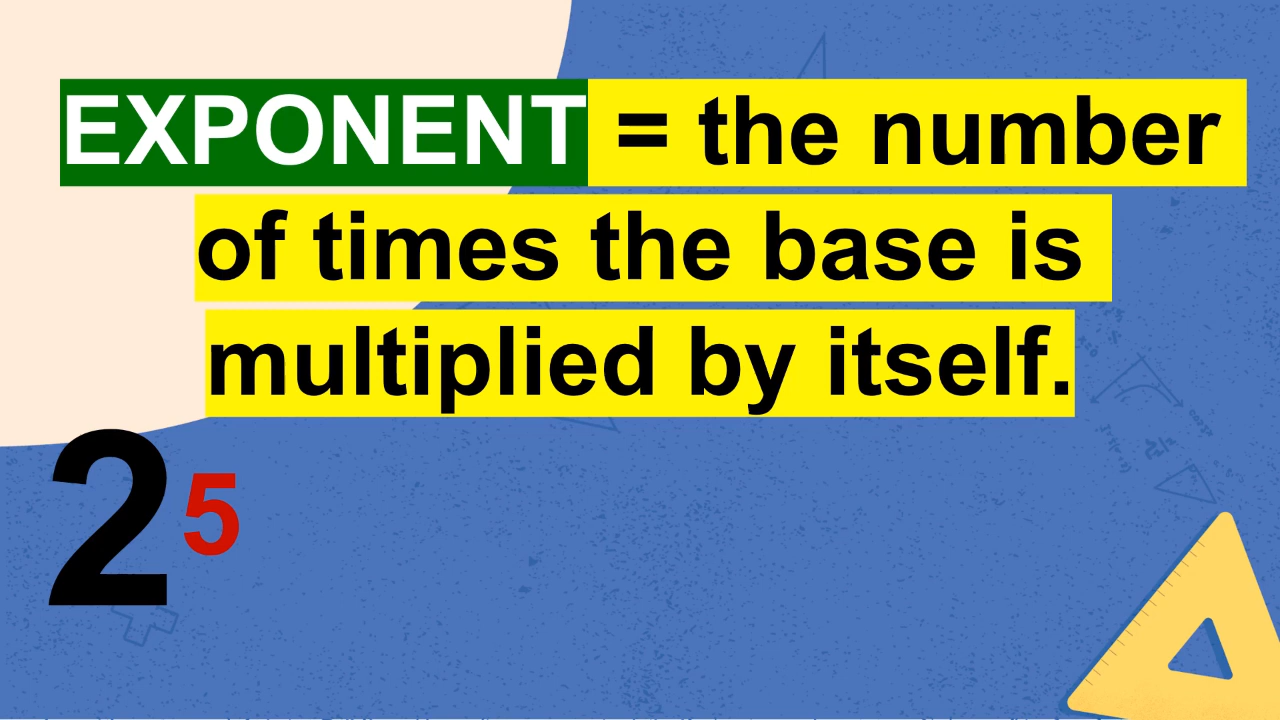 EXPONENT = the number
of times the base is
multiplied by itself.
2⁵